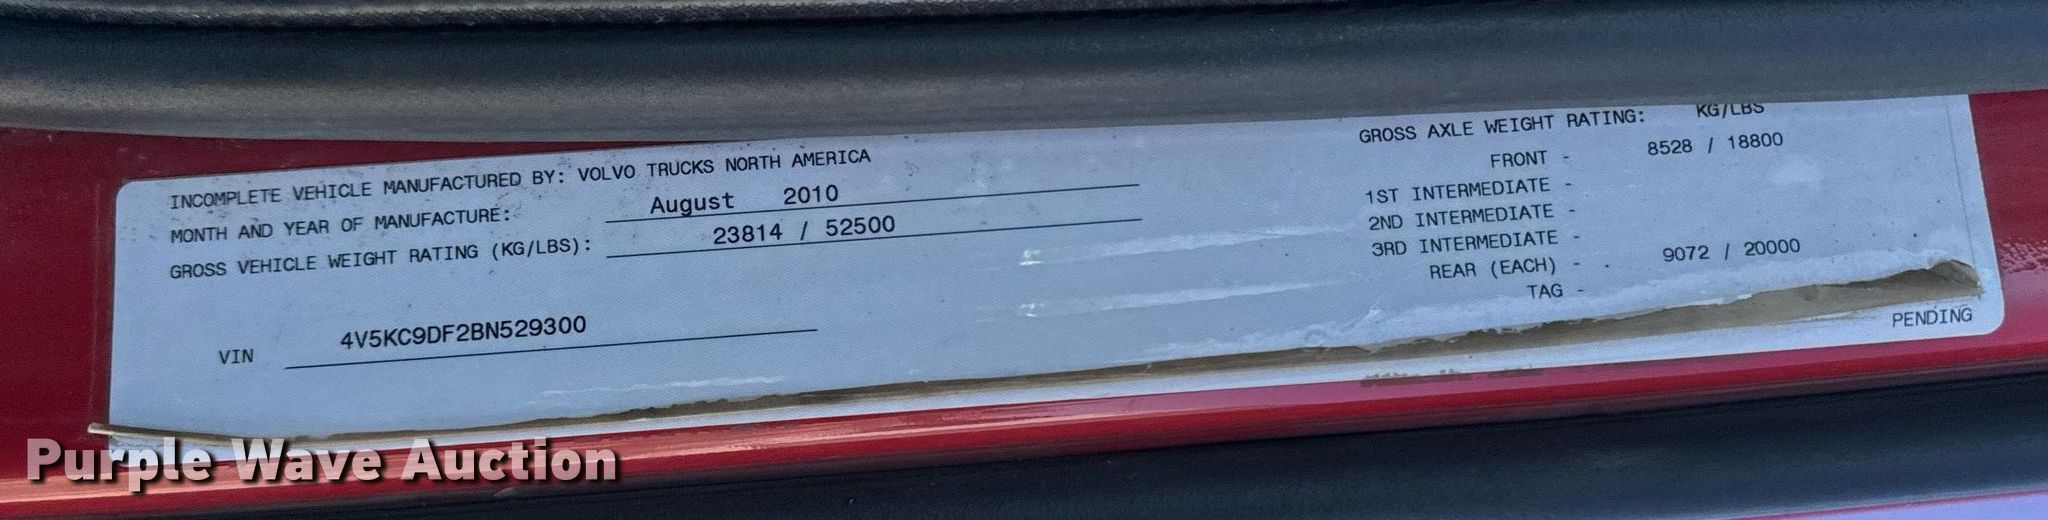 INCOMPLETE VEHICLE MANUFACTURED BY: VOLVO TRUCKS NORTH AMERICA
MONTH AND YEAR OF MANUFACTURE: August 2010
GROSS VEHICLE WEIGHT RATING (KG/LBS): 23814 / 52500
VIN 4V5KC9DF2BN529300
GROSS AXLE WEIGHT RATING: KG/LBS
FRONT - 8528 / 18800
1ST INTERMEDIATE -
2ND INTERMEDIATE -
3RD INTERMEDIATE -
REAR (EACH) - 9072 / 20000
TAG -
PENDING
Purple Wave Auction